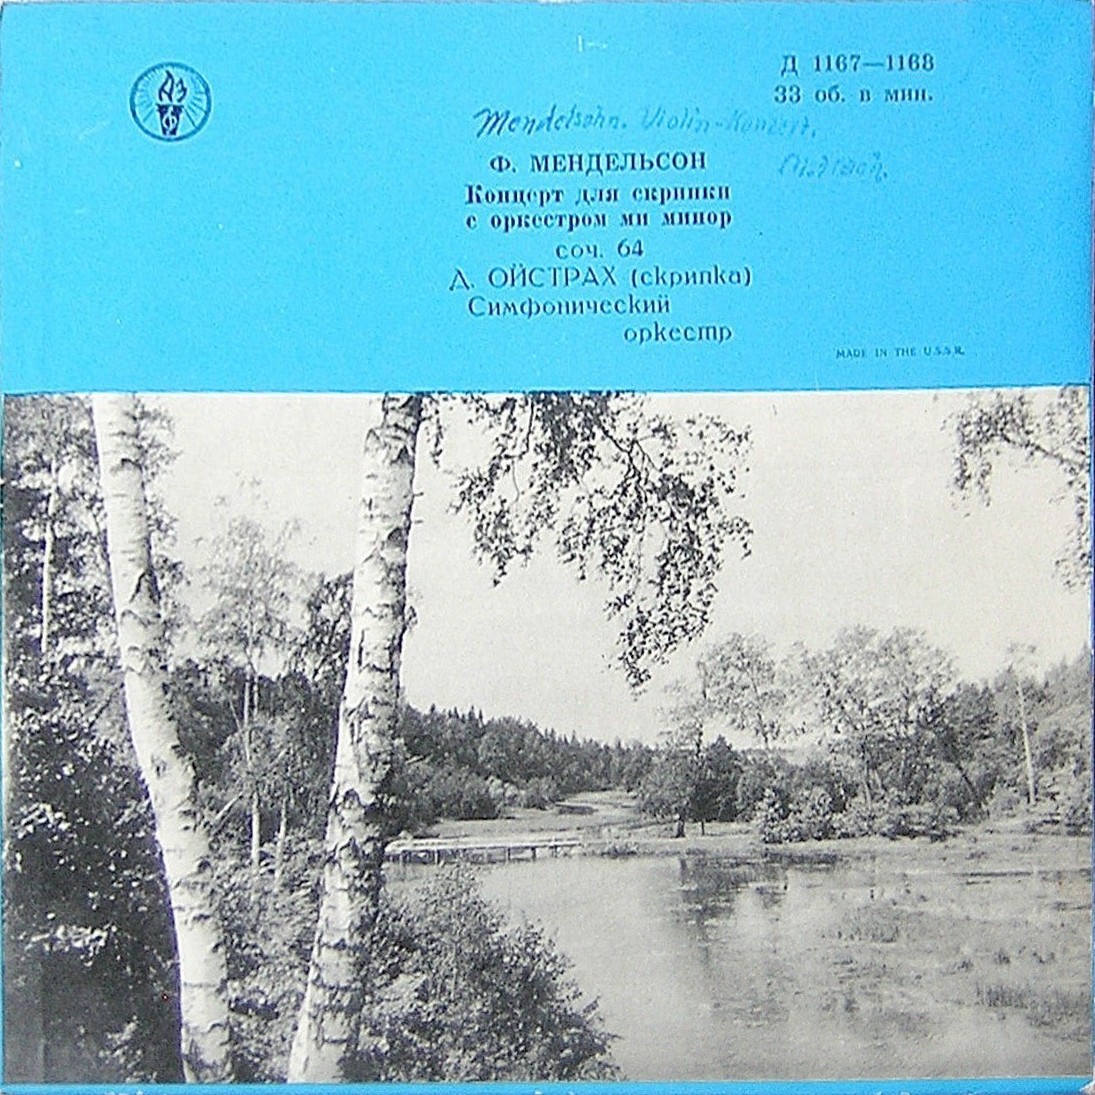 Д 1167—1168
33 об. в мин.
Mendelsohn. Violin-Konzert.
Ф. МЕНДЕЛЬСОН
Концерт для скрипки
с оркестром ми минор
соч. 64
Д. ОЙСТРАХ (скрипка)
Симфонический
оркестр
MADE IN THE U.S.S.R.